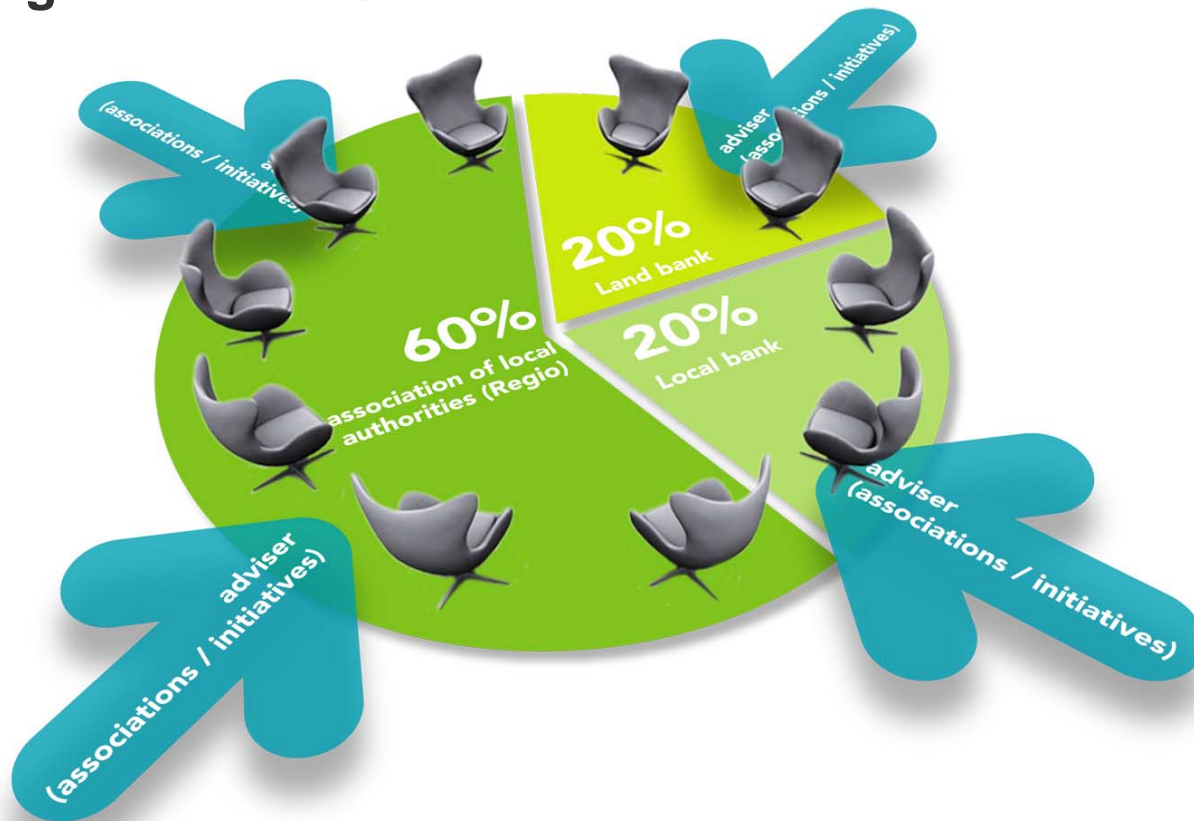 (associations / initiatives)
adviser
(associations / initiatives)
20%
Land bank
60%
association of local
authorities (Regio)
20%
Local bank
adviser
(associations / initiatives)
adviser
(associations / initiatives)